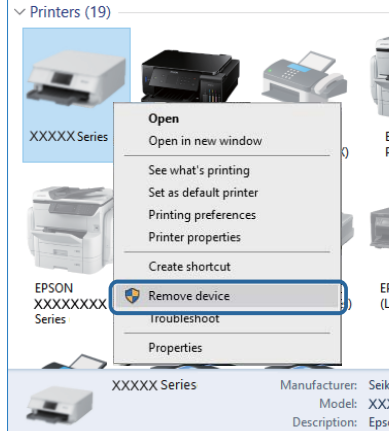 Printers (19)
XXXXX Series
Open
Open in new window
See what's printing
Set as default printer
Printing preferences
Printer properties
Create shortcut
Remove device
Troubleshoot
Properties
EPSON
XXXXXXXX
Series
XXXXX Series
Manufacturer:
Model:
Description: